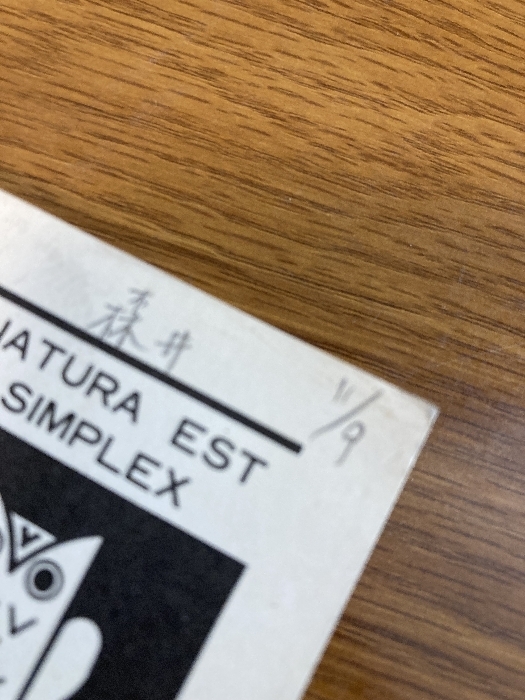 森井
11/9
NATURA EST
SIMPLEX